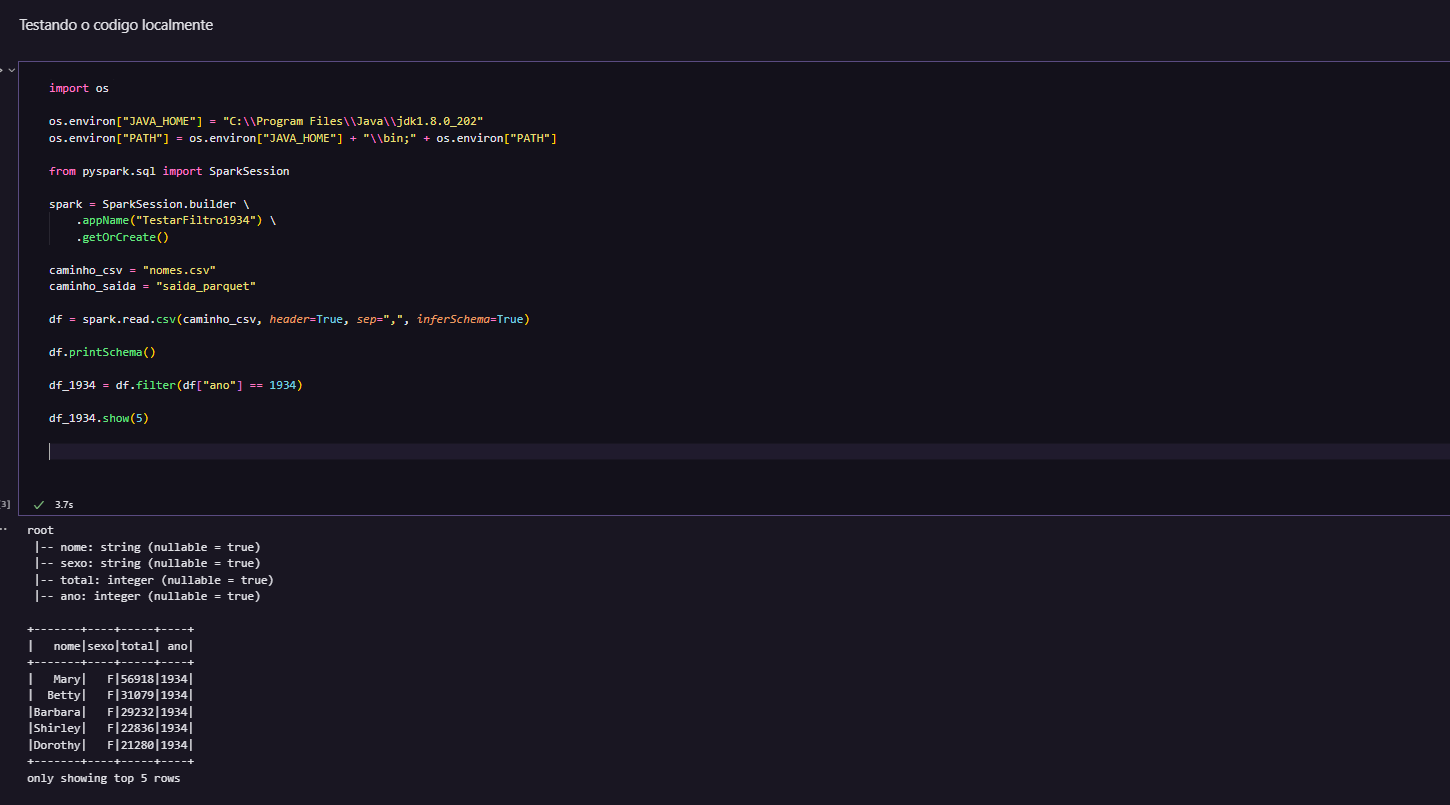 Testando o codigo localmente
import os
os.environ["JAVA_HOME"] = "C:\\Program Files\\Java\\jdk1.8.0_202"
os.environ["PATH"] = os.environ["JAVA_HOME"] + "\\bin;" + os.environ["PATH"]
from pyspark.sql import SparkSession
spark = SparkSession.builder \
    .appName("TestarFiltro1934") \
    .getOrCreate()
caminho_csv = "nomes.csv"
caminho_saida = "saida_parquet"
df = spark.read.csv(caminho_csv, header=True, sep=",", inferSchema=True)
df.printSchema()
df_1934 = df.filter(df["ano"] == 1934)
df_1934.show(5)
3] ✓ 3.7s
root
 |-- nome: string (nullable = true)
 |-- sexo: string (nullable = true)
 |-- total: integer (nullable = true)
 |-- ano: integer (nullable = true)
+-------+----+-----+----+
|   nome|sexo|total| ano|
+-------+----+-----+----+
|   Mary|   F|56918|1934|
|  Betty|   F|31079|1934|
|Barbara|   F|29232|1934|
|Shirley|   F|22836|1934|
|Dorothy|   F|21280|1934|
+-------+----+-----+----+
only showing top 5 rows